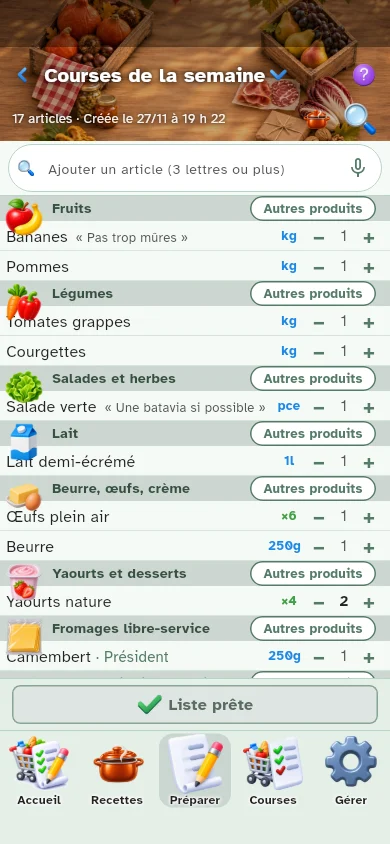 Courses de la semaine
?
17 articles · Créée le 27/11 à 19 h 22
Ajouter un article (3 lettres ou plus)
Fruits Autres produits
Bananes « Pas trop mûres » kg − 1 +
Pommes kg − 1 +
Légumes Autres produits
Tomates grappes kg − 1 +
Courgettes kg − 1 +
Salades et herbes Autres produits
Salade verte « Une batavia si possible » pce − 1 +
Lait Autres produits
Lait demi-écrémé 1l − 1 +
Beurre, œufs, crème Autres produits
Œufs plein air ×6 − 1 +
Beurre 250g − 1 +
Yaourts et desserts Autres produits
Yaourts nature ×4 − 2 +
Fromages libre-service Autres produits
Camembert · Président 250g − 1 +
Liste prête
Accueil Recettes Préparer Courses Gérer